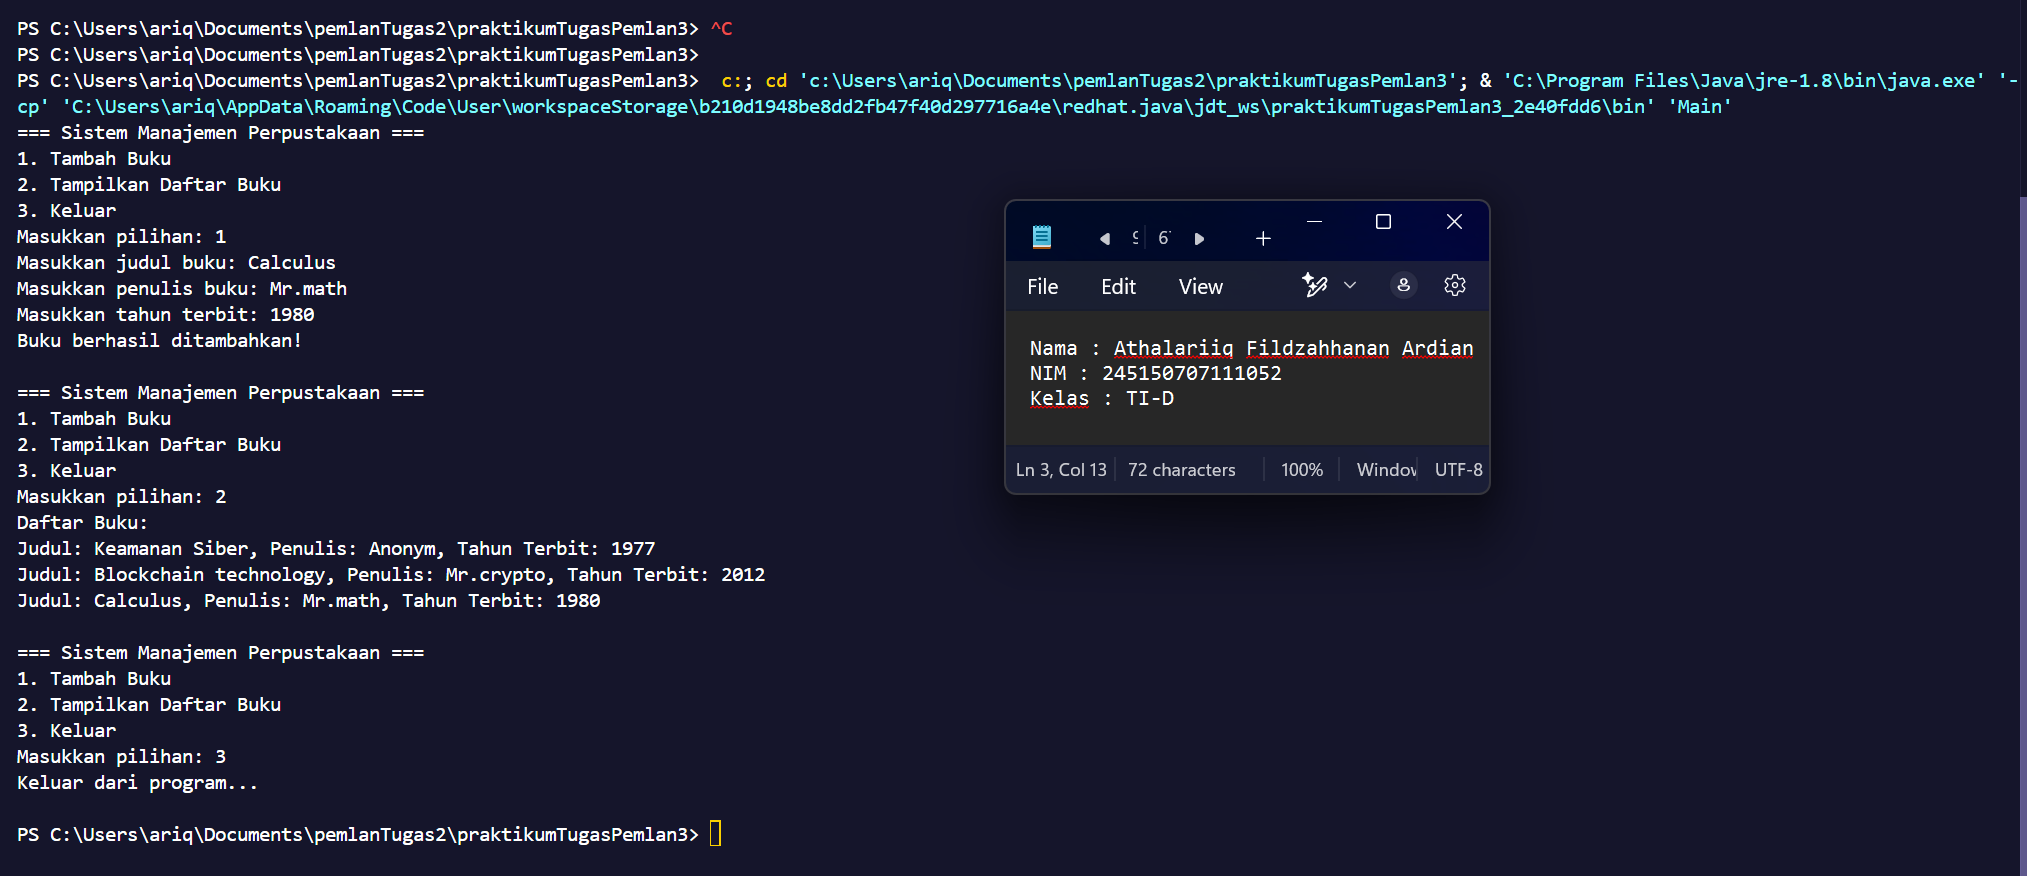 PS C:\Users\ariq\Documents\pemlanTugas2\praktikumTugasPemlan3> ^C
PS C:\Users\ariq\Documents\pemlanTugas2\praktikumTugasPemlan3>
PS C:\Users\ariq\Documents\pemlanTugas2\praktikumTugasPemlan3>  c:; cd 'c:\Users\ariq\Documents\pemlanTugas2\praktikumTugasPemlan3'; & 'C:\Program Files\Java\jre-1.8\bin\java.exe' '-
cp' 'C:\Users\ariq\AppData\Roaming\Code\User\workspaceStorage\b210d1948be8dd2fb47f40d297716a4e\redhat.java\jdt_ws\praktikumTugasPemlan3_2e40fdd6\bin' 'Main'
=== Sistem Manajemen Perpustakaan ===
1. Tambah Buku
2. Tampilkan Daftar Buku
3. Keluar
Masukkan pilihan: 1
Masukkan judul buku: Calculus
Masukkan penulis buku: Mr.math
Masukkan tahun terbit: 1980
Buku berhasil ditambahkan!
=== Sistem Manajemen Perpustakaan ===
1. Tambah Buku
2. Tampilkan Daftar Buku
3. Keluar
Masukkan pilihan: 2
Daftar Buku:
Judul: Keamanan Siber, Penulis: Anonym, Tahun Terbit: 1977
Judul: Blockchain technology, Penulis: Mr.crypto, Tahun Terbit: 2012
Judul: Calculus, Penulis: Mr.math, Tahun Terbit: 1980
=== Sistem Manajemen Perpustakaan ===
1. Tambah Buku
2. Tampilkan Daftar Buku
3. Keluar
Masukkan pilihan: 3
Keluar dari program...
PS C:\Users\ariq\Documents\pemlanTugas2\praktikumTugasPemlan3>
File Edit View
Nama : Athalariiq Fildzahhanan Ardian
NIM : 245150707111052
Kelas : TI-D
Ln 3, Col 13 72 characters 100% Window UTF-8